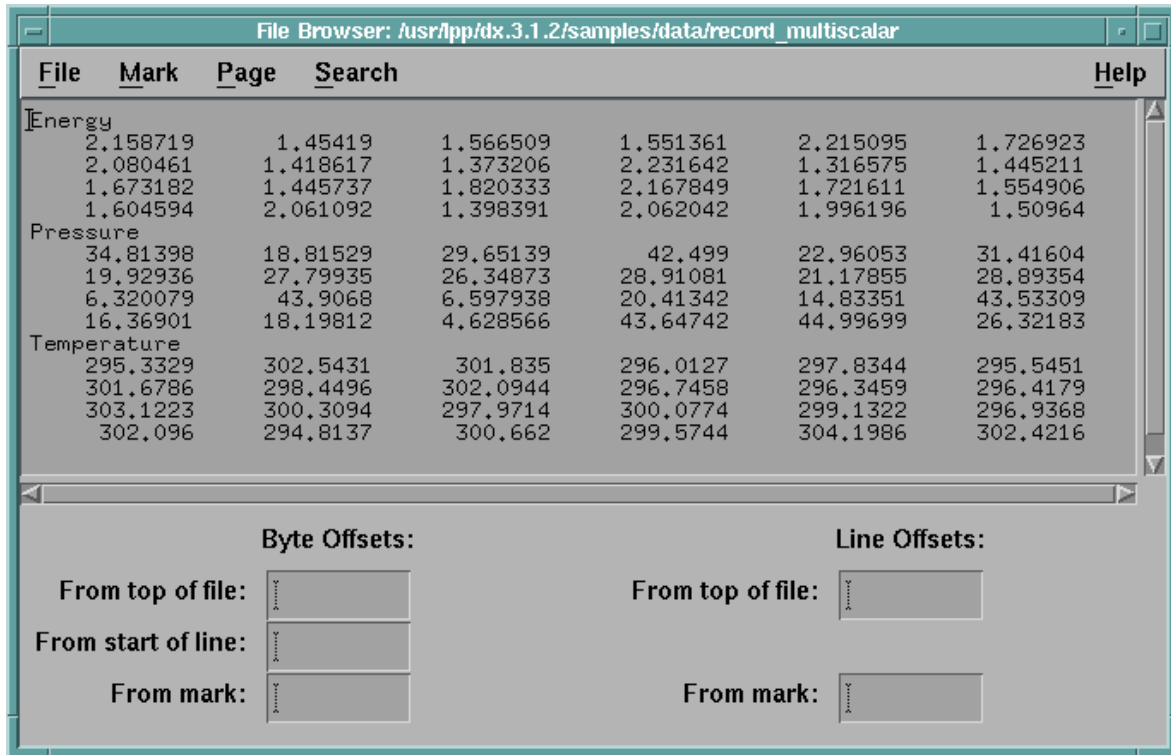 File Browser: /usr/lpp/dx.3.1.2/samples/data/record_multiscalar
File Mark Page Search Help
Energy
2.158719 1.45419 1.566509 1.551361 2.215095 1.726923
2.080461 1.418617 1.373206 2.231642 1.316575 1.445211
1.673182 1.445737 1.820333 2.167849 1.721611 1.554906
1.604594 2.061092 1.398391 2.062042 1.996196 1.50964
Pressure
34.81398 18.81529 29.65139 42.499 22.96053 31.41604
19.92936 27.79935 26.34873 28.91081 21.17855 28.89354
6.320079 43.9068 6.597938 20.41342 14.83351 43.53309
16.36901 18.19812 4.628566 43.64742 44.99699 26.32183
Temperature
295.3329 302.5431 301.835 296.0127 297.8344 295.5451
301.6786 298.4496 302.0944 296.7458 296.3459 296.4179
303.1223 300.3094 297.9714 300.0774 299.1322 296.9368
302.096 294.8137 300.662 299.5744 304.1986 302.4216
Byte Offsets: Line Offsets:
From top of file: From top of file:
From start of line:
From mark: From mark: